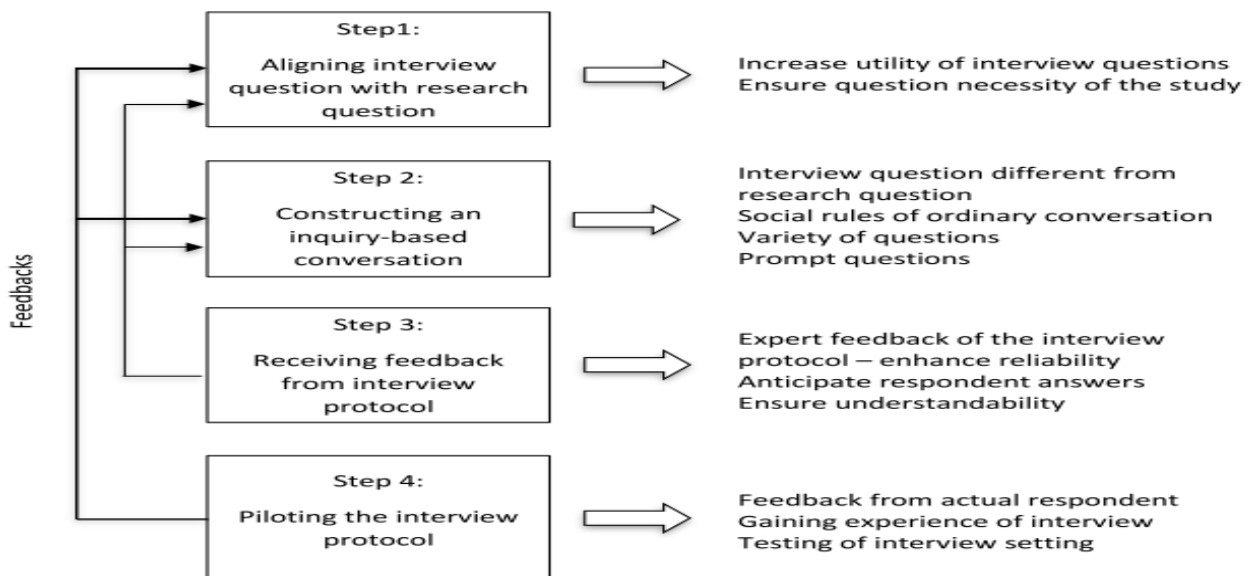 Step1:
Aligning interview
question with research
question
Increase utility of interview questions
Ensure question necessity of the study
Step 2:
Constructing an
inquiry-based
conversation
Interview question different from
research question
Social rules of ordinary conversation
Variety of questions
Prompt questions
Feedbacks
Step 3:
Receiving feedback
from interview
protocol
Expert feedback of the interview
protocol – enhance reliability
Anticipate respondent answers
Ensure understandability
Step 4:
Piloting the interview
protocol
Feedback from actual respondent
Gaining experience of interview
Testing of interview setting